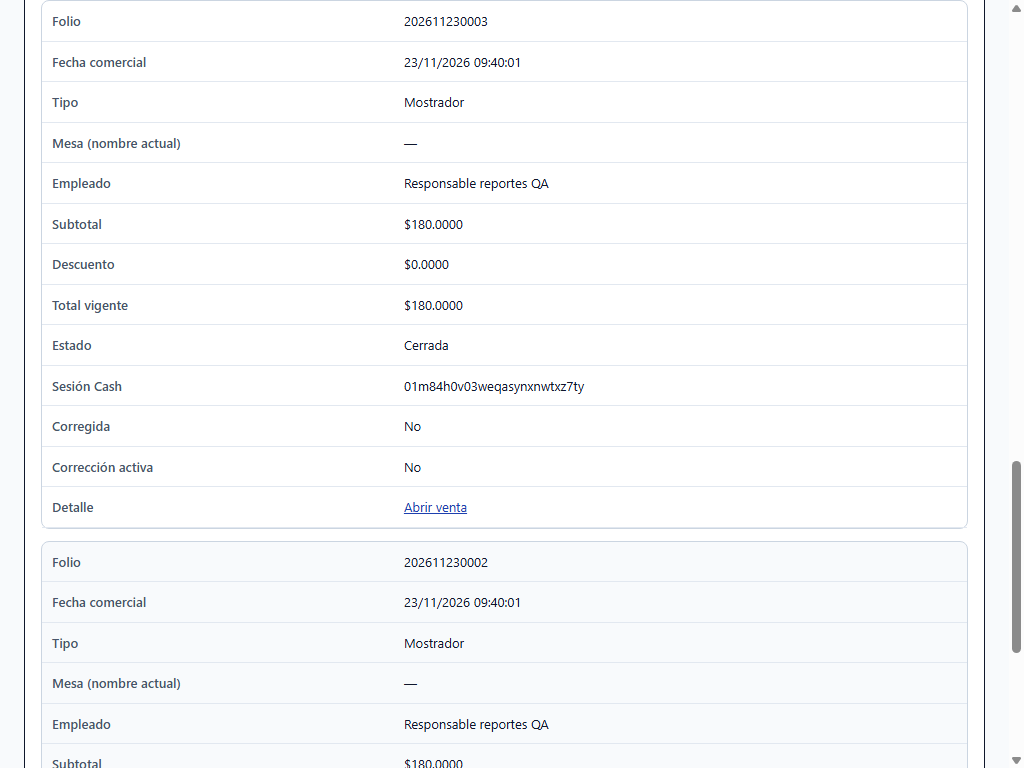 Folio 202611230003
Fecha comercial 23/11/2026 09:40:01
Tipo Mostrador
Mesa (nombre actual) —
Empleado Responsable reportes QA
Subtotal $180.0000
Descuento $0.0000
Total vigente $180.0000
Estado Cerrada
Sesión Cash 01m84h0v03weqasynxnwtxz7ty
Corregida No
Corrección activa No
Detalle Abrir venta
Folio 202611230002
Fecha comercial 23/11/2026 09:40:01
Tipo Mostrador
Mesa (nombre actual) —
Empleado Responsable reportes QA
Subtotal $180.0000